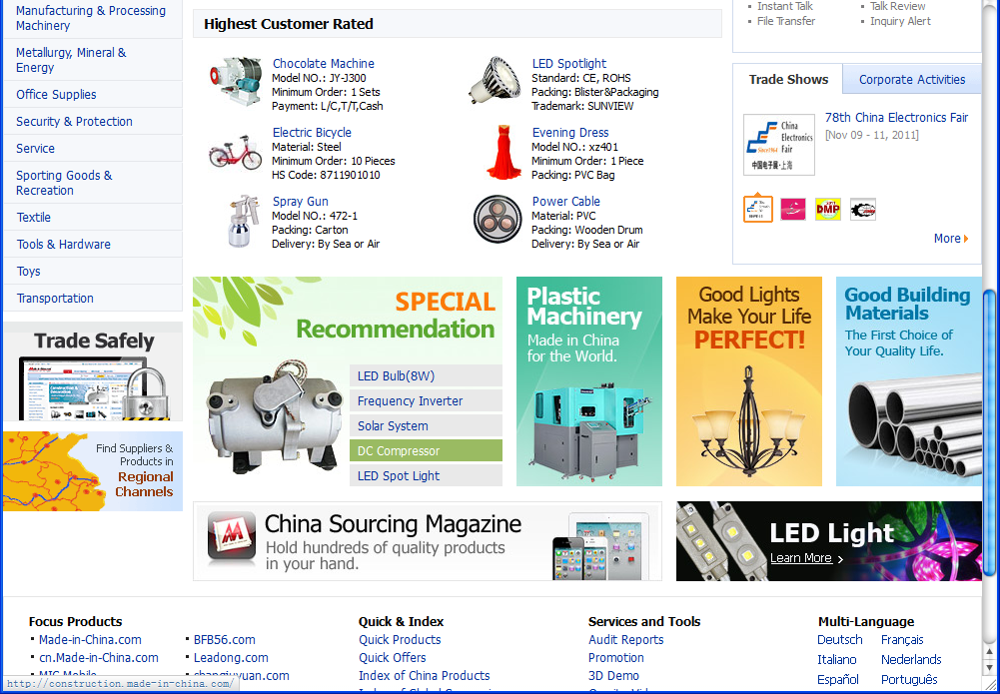 Manufacturing & Processing
Machinery
Metallurgy, Mineral &
Energy
Office Supplies
Security & Protection
Service
Sporting Goods &
Recreation
Textile
Tools & Hardware
Toys
Transportation
Trade Safely
Find Suppliers &
Products in
Regional
Channels
Highest Customer Rated
Chocolate Machine
Model NO.: JY-J300
Minimum Order: 1 Sets
Payment: L/C,T/T,Cash
LED Spotlight
Standard: CE, ROHS
Packing: Blister&Packaging
Trademark: SUNVIEW
Electric Bicycle
Material: Steel
Minimum Order: 10 Pieces
HS Code: 8711901010
Evening Dress
Model NO.: xz401
Minimum Order: 1 Piece
Packing: PVC Bag
Spray Gun
Model NO.: 472-1
Packing: Carton
Delivery: By Sea or Air
Power Cable
Material: PVC
Packing: Wooden Drum
Delivery: By Sea or Air
Instant Talk
Talk Review
File Transfer
Inquiry Alert
Trade Shows
Corporate Activities
China
Electronics
Fair
Since1964
中国电子展·上海
78th China Electronics Fair
[Nov 09 - 11, 2011]
DMP
More
SPECIAL
Recommendation
LED Bulb(8W)
Frequency Inverter
Solar System
DC Compressor
LED Spot Light
Plastic
Machinery
Made in China
for the World.
Good Lights
Make Your Life
PERFECT!
Good Building
Materials
The First Choice of
Your Quality Life.
China Sourcing Magazine
Hold hundreds of quality products
in your hand.
LED Light
Learn More
Focus Products
Made-in-China.com
BFB56.com
cn.Made-in-China.com
Leadong.com
MIC Mobile
changjuyuan.com
Quick & Index
Quick Products
Quick Offers
Index of China Products
Services and Tools
Audit Reports
Promotion
3D Demo
Multi-Language
Deutsch
Français
Italiano
Nederlands
Español
Português
http://construction.made-in-china.com/